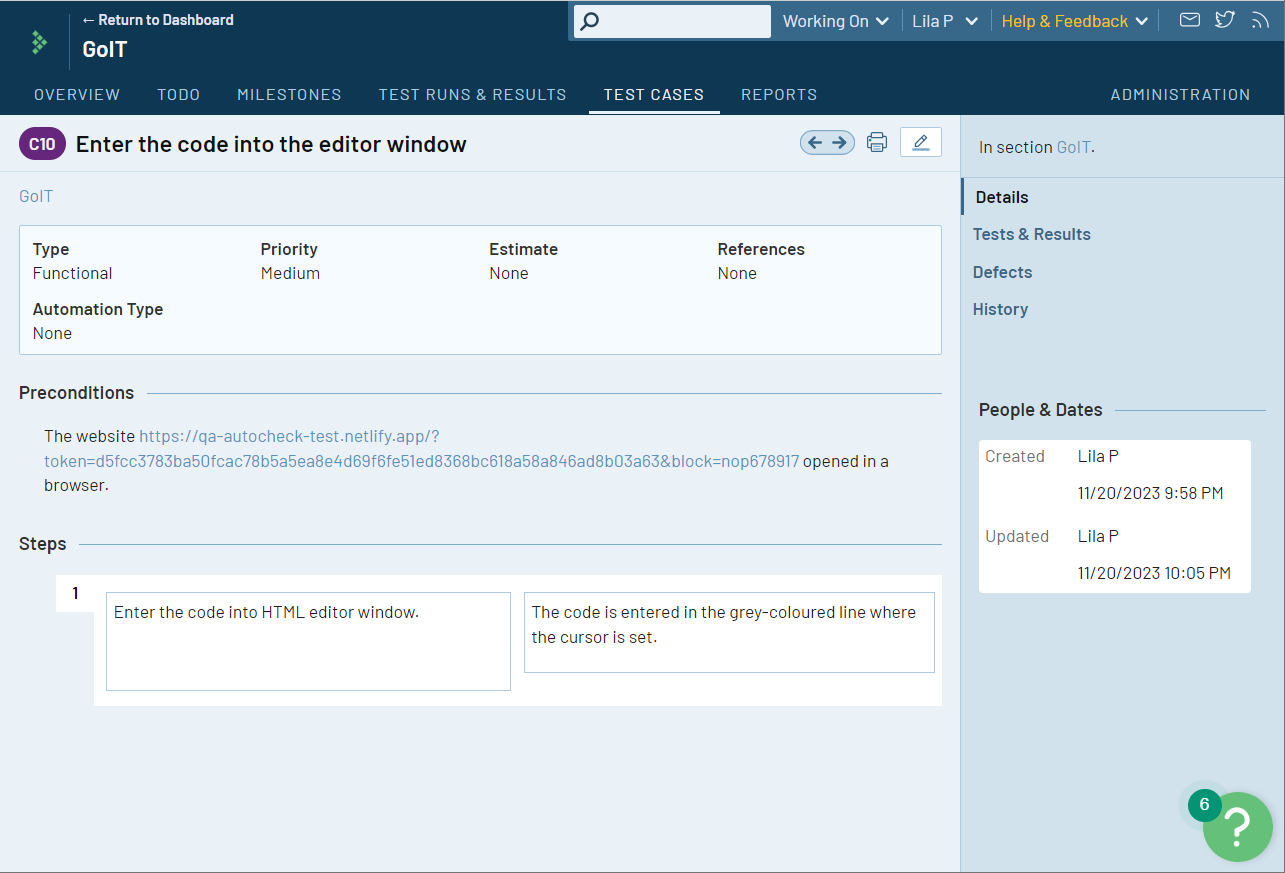 ← Return to Dashboard
GoIT
Working On
Lila P
Help & Feedback
OVERVIEW
TODO
MILESTONES
TEST RUNS & RESULTS
TEST CASES
REPORTS
ADMINISTRATION
C10
Enter the code into the editor window
GoIT
Type
Functional
Priority
Medium
Estimate
None
References
None
Automation Type
None
Preconditions
The website https://qa-autocheck-test.netlify.app/?
token=d5fcc3783ba50fcac78b5a5ea8e4d69f6fe51ed8368bc618a58a846ad8b03a63&block=nop678917 opened in a
browser.
Steps
1
Enter the code into HTML editor window.
The code is entered in the grey-coloured line where
the cursor is set.
In section GoIT.
Details
Tests & Results
Defects
History
People & Dates
Created
Lila P
11/20/2023 9:58 PM
Updated
Lila P
11/20/2023 10:05 PM
6
?